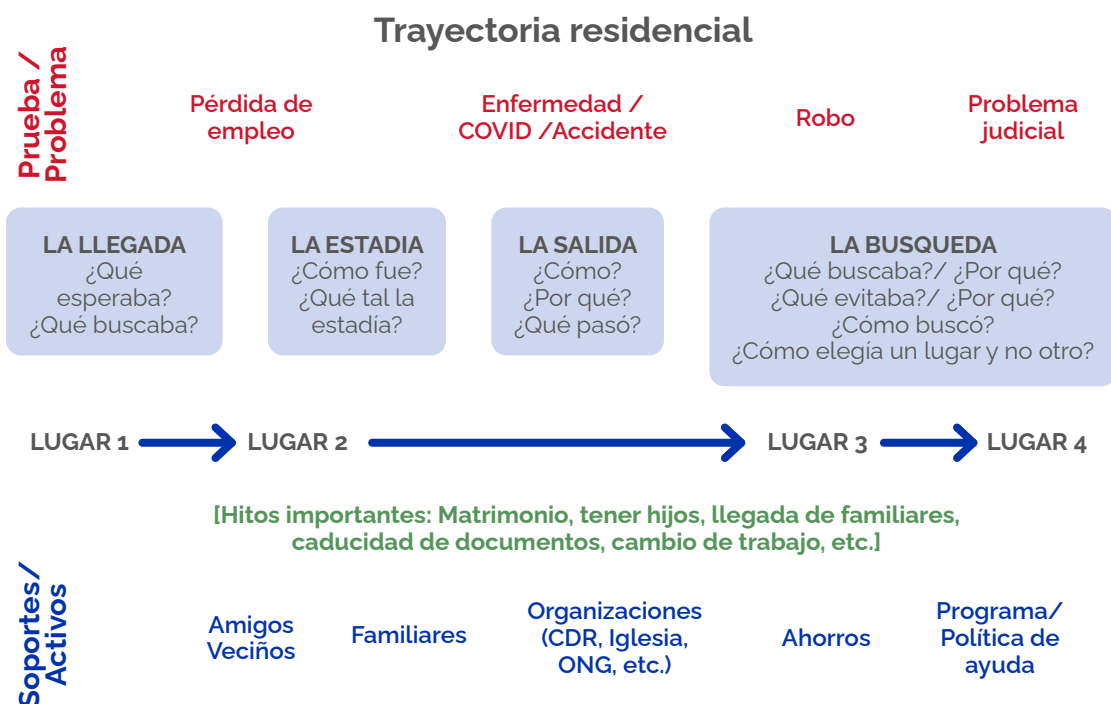 Trayectoria residencial
Prueba /
Problema
Pérdida de
empleo
Enfermedad /
COVID /Accidente
Robo
Problema
judicial
LA LLEGADA
¿Qué
esperaba?
¿Qué buscaba?
LA ESTADIA
¿Cómo fue?
¿Qué tal la
estadía?
LA SALIDA
¿Cómo?
¿Por qué?
¿Qué pasó?
LA BUSQUEDA
¿Qué buscaba?/ ¿Por qué?
¿Qué evitaba?/ ¿Por qué?
¿Cómo buscó?
¿Cómo elegía un lugar y no otro?
LUGAR 1
LUGAR 2
LUGAR 3
LUGAR 4
[Hitos importantes: Matrimonio, tener hijos, llegada de familiares,
caducidad de documentos, cambio de trabajo, etc.]
Soportes/
Activos
Amigos
Veciños
Familiares
Organizaciones
(CDR, Iglesia,
ONG, etc.)
Ahorros
Programa/
Política de
ayuda